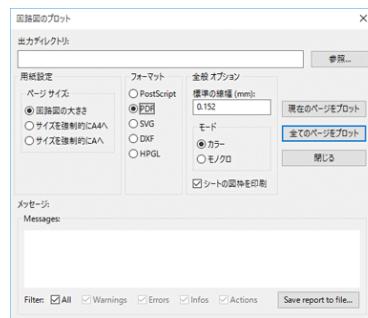 回路図のプロット
出力ディレクトリ:
参照...
用紙設定
ページ サイズ:
回路図の大きさ
サイズを強制的にA4へ
サイズを強制的にAへ
フォーマット
PostScript
PDF
SVG
DXF
HPGL
全般 オプション
標準の線幅 (mm):
0.152
モード
カラー
モノクロ
シートの図枠を印刷
現在のページをプロット
全てのページをプロット
閉じる
メッセージ:
Messages:
Filter: All Warnings Errors Infos Actions Save report to file...